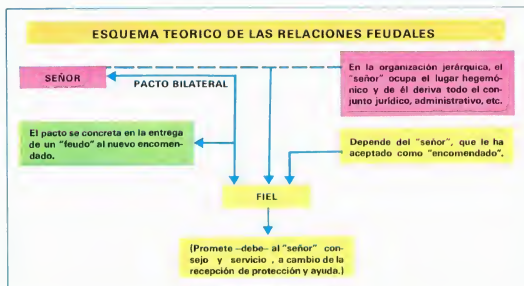 ESQUEMA TEORICO DE LAS RELACIONES FEUDALES
SEÑOR
PACTO BILATERAL
En la organización jerárquica, el
"señor" ocupa el lugar hegemó-
nico y de él deriva todo el con-
junto jurídico, administrativo, etc.
El pacto se concreta en la entrega
de un "feudo" al nuevo encomen-
dado.
Depende del "señor", que le ha
aceptado como "encomendado".
FIEL
(Promete —debe— al "señor" con-
sejo y servicio , a cambio de la
recepción de protección y ayuda.)